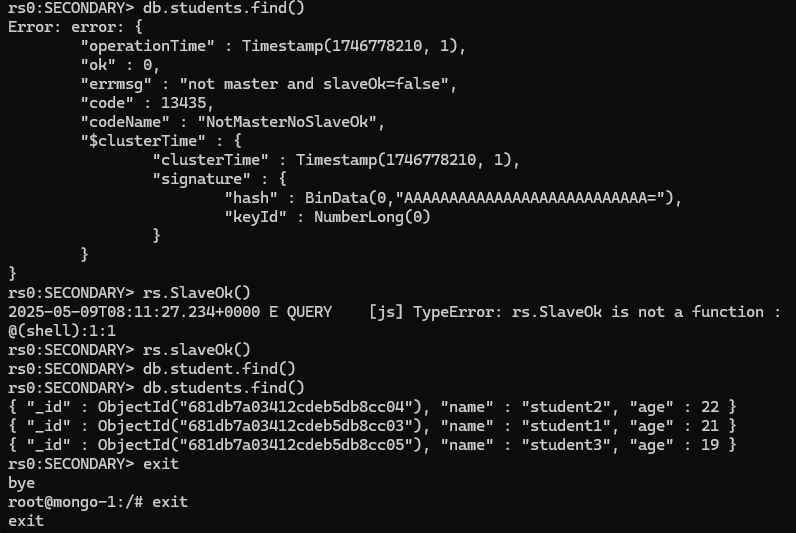 rs0:SECONDARY> db.students.find()
Error: error: {
        "operationTime" : Timestamp(1746778210, 1),
        "ok" : 0,
        "errmsg" : "not master and slaveOk=false",
        "code" : 13435,
        "codeName" : "NotMasterNoSlaveOk",
        "$clusterTime" : {
                "clusterTime" : Timestamp(1746778210, 1),
                "signature" : {
                        "hash" : BinData(0,"AAAAAAAAAAAAAAAAAAAAAAAAAAA="),
                        "keyId" : NumberLong(0)
                }
        }
}
rs0:SECONDARY> rs.SlaveOk()
2025-05-09T08:11:27.234+0000 E QUERY    [js] TypeError: rs.SlaveOk is not a function :
@(shell):1:1
rs0:SECONDARY> rs.slaveOk()
rs0:SECONDARY> db.student.find()
rs0:SECONDARY> db.students.find()
{ "_id" : ObjectId("681db7a03412cdeb5db8cc04"), "name" : "student2", "age" : 22 }
{ "_id" : ObjectId("681db7a03412cdeb5db8cc03"), "name" : "student1", "age" : 21 }
{ "_id" : ObjectId("681db7a03412cdeb5db8cc05"), "name" : "student3", "age" : 19 }
rs0:SECONDARY> exit
bye
root@mongo-1:/# exit
exit